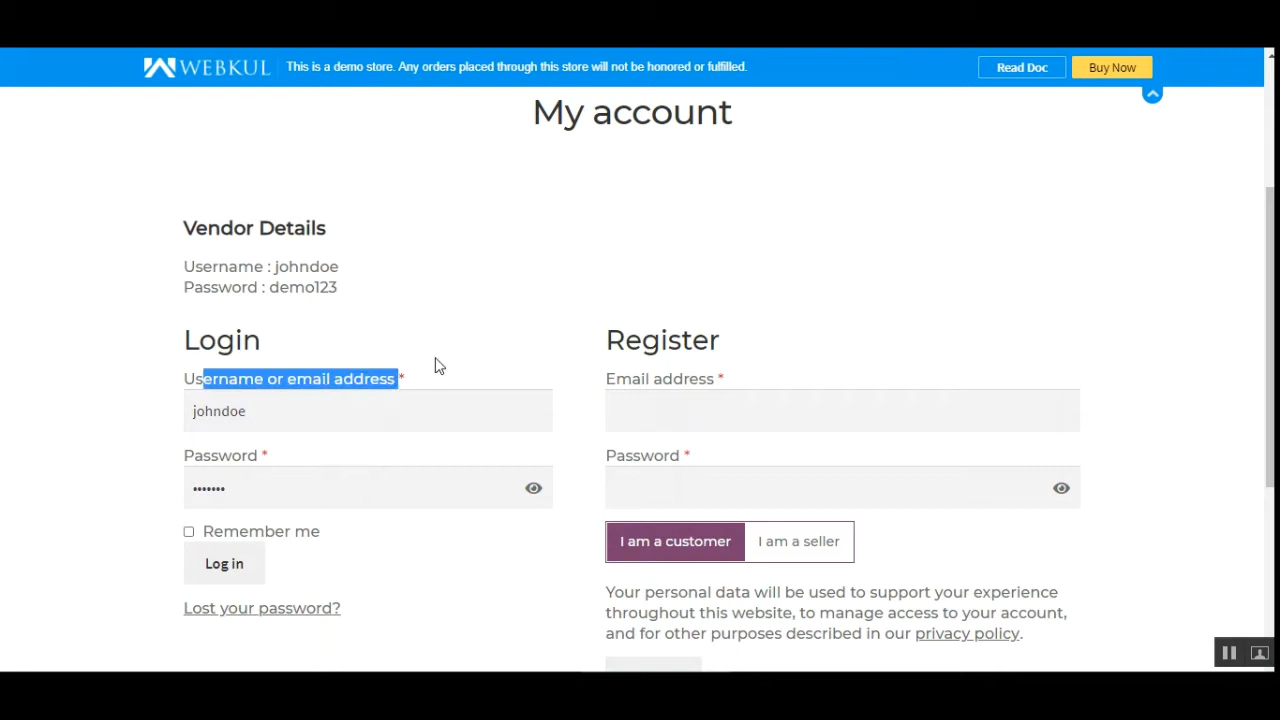 WEBKUL
This is a demo store. Any orders placed through this store will not be honored or fulfilled.
Read Doc
Buy Now
My account
Vendor Details
Username : johndoe
Password : demo123
Login
Username or email address *
johndoe
Password *
•••••••
Remember me
Log in
Lost your password?
Register
Email address *
Password *
I am a customer
I am a seller
Your personal data will be used to support your experience
throughout this website, to manage access to your account,
and for other purposes described in our privacy policy.